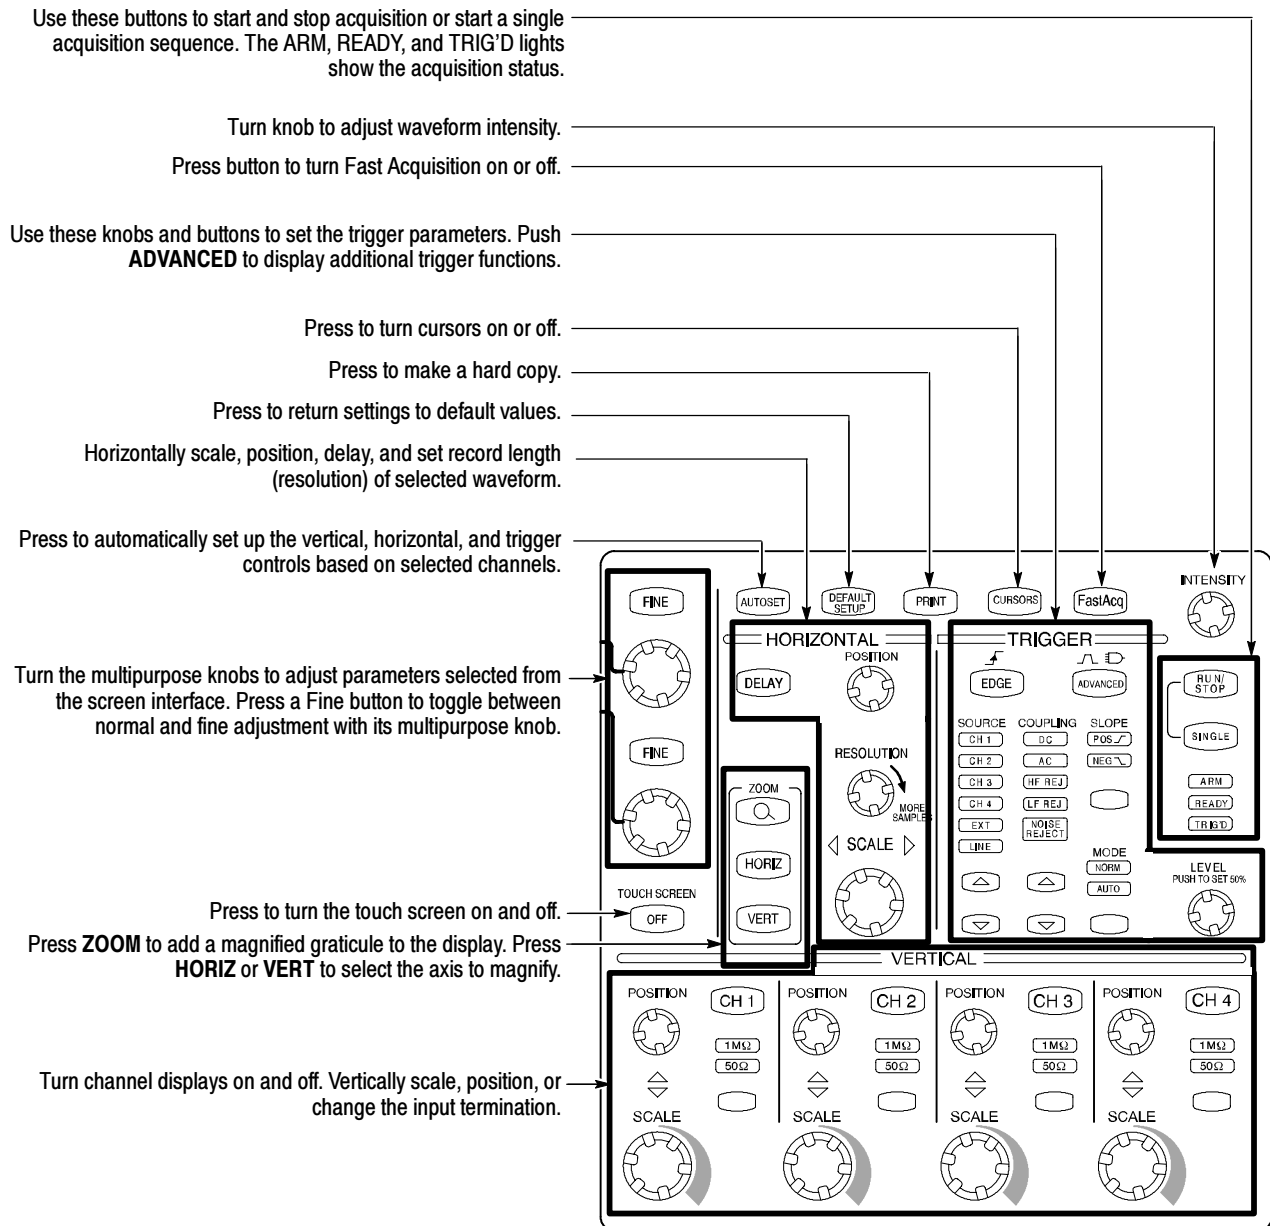 Use these buttons to start and stop acquisition or start a single
acquisition sequence. The ARM, READY, and TRIG'D lights
show the acquisition status.
Turn knob to adjust waveform intensity.
Press button to turn Fast Acquisition on or off.
Use these knobs and buttons to set the trigger parameters. Push
ADVANCED to display additional trigger functions.
Press to turn cursors on or off.
Press to make a hard copy.
Press to return settings to default values.
Horizontally scale, position, delay, and set record length
(resolution) of selected waveform.
Press to automatically set up the vertical, horizontal, and trigger
controls based on selected channels.
Turn the multipurpose knobs to adjust parameters selected from
the screen interface. Press a Fine button to toggle between
normal and fine adjustment with its multipurpose knob.
Press to turn the touch screen on and off.
Press ZOOM to add a magnified graticule to the display. Press
HORIZ or VERT to select the axis to magnify.
Turn channel displays on and off. Vertically scale, position, or
change the input termination.
FINE
FINE
TOUCH SCREEN
OFF
AUTOSET
DEFAULT
SETUP
PRINT
CURSORS
FastAcq
INTENSITY
HORIZONTAL
POSITION
DELAY
RESOLUTION
MORE
SAMPLES
SCALE
ZOOM
HORIZ
VERT
TRIGGER
EDGE
ADVANCED
SOURCE
CH 1
CH 2
CH 3
CH 4
EXT
LINE
COUPLING
DC
AC
HF REJ
LF REJ
NOISE
REJECT
SLOPE
POS
NEG
MODE
NORM
AUTO
RUN/
STOP
SINGLE
ARM
READY
TRIG'D
LEVEL
PUSH TO SET 50%
VERTICAL
POSITION
CH 1
1MΩ
50Ω
SCALE
POSITION
CH 2
1MΩ
50Ω
SCALE
POSITION
CH 3
1MΩ
50Ω
SCALE
POSITION
CH 4
1MΩ
50Ω
SCALE